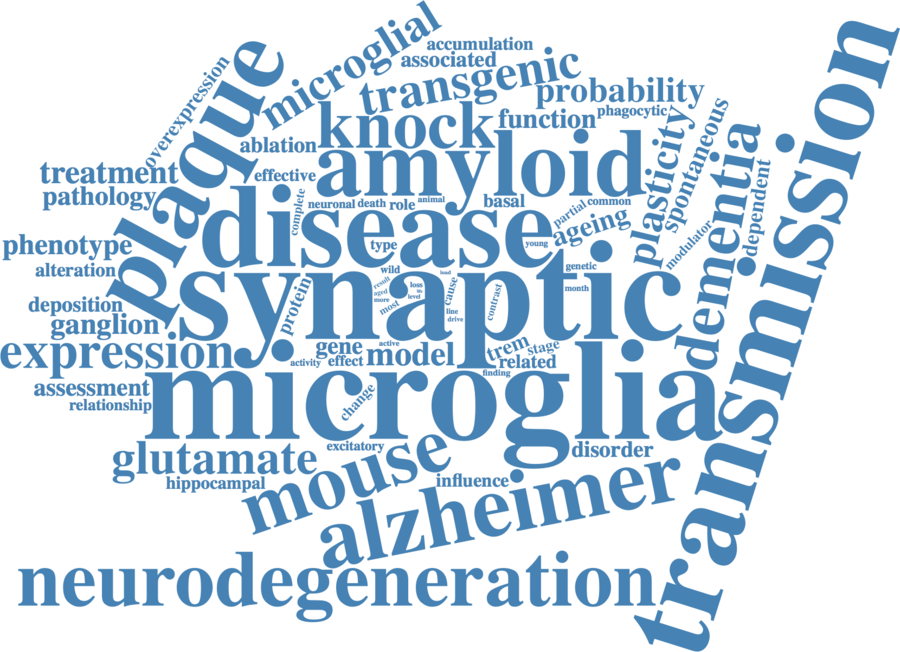 accumulation
associated
microglial
transgenic
probability
overexpression
plaque
knock
function
phagocytic
ablation
amyloid
plasticity
spontaneous
transmission
treatment
effective
pathology
complete
neuronal
death
role
animal
basal
partial
common
dementia
dependent
disease
ageing
modulator
phenotype
type
young
alteration
wild
lead
genetic
synaptic
result
aged
more
loss
level
most
cause
line
drive
contrast
month
protein
deposition
ganglion
expression
gene
active
model
trem
stage
activity
effect
related
finding
assessment
microglia
relationship
change
excitatory
disorder
glutamate
hippocampal
mouse
influence
alzheimer
neurodegeneration